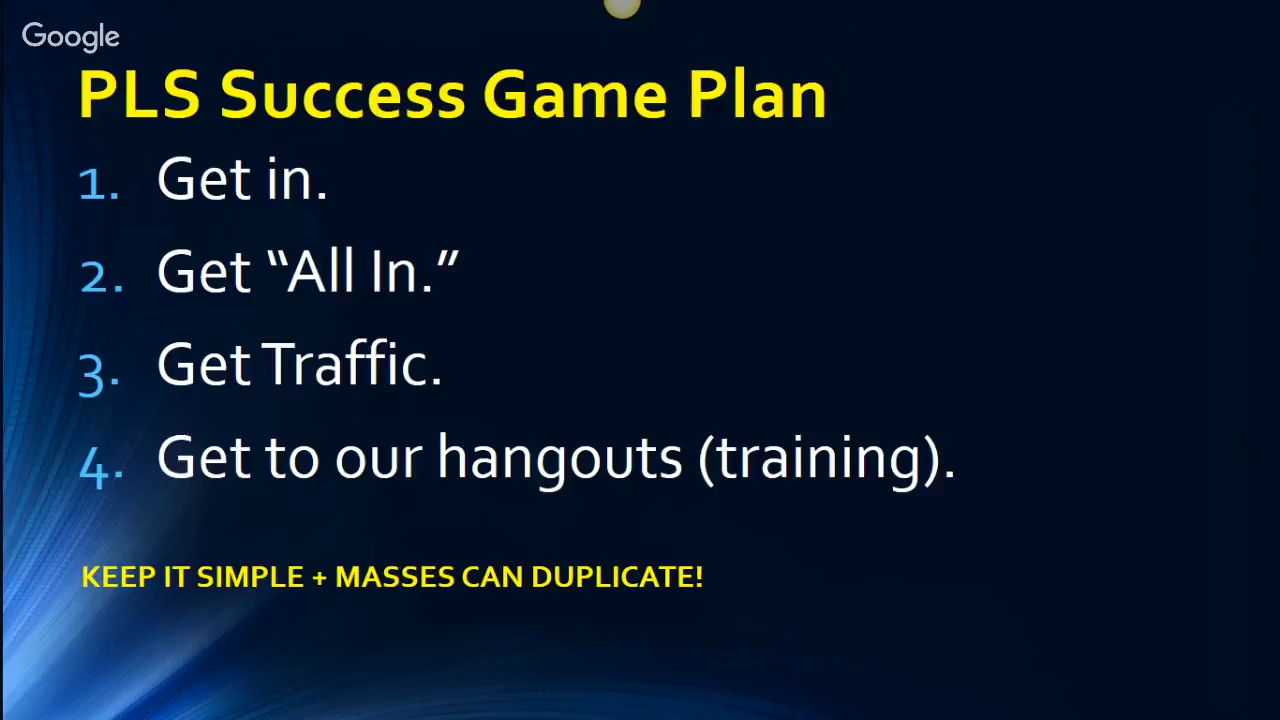 Google
PLS Success Game Plan
1. Get in.
2. Get “All In.”
3. Get Traffic.
4. Get to our hangouts (training).
KEEP IT SIMPLE + MASSES CAN DUPLICATE!